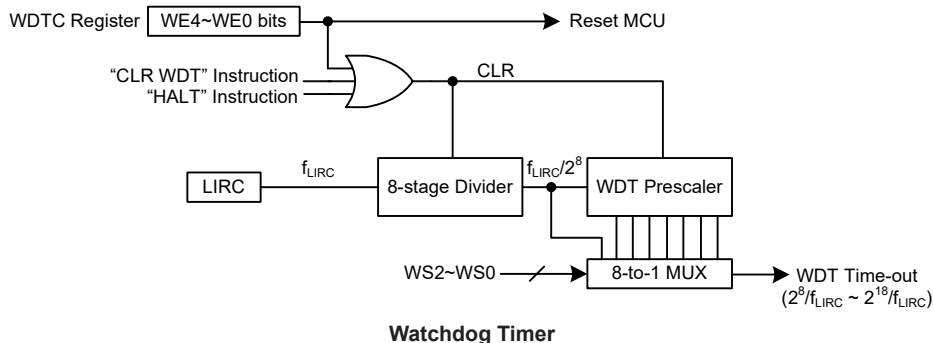 WDTC Register WE4~WE0 bits Reset MCU
“CLR WDT” Instruction
“HALT” Instruction
CLR
LIRC
fLIRC
8-stage Divider
fLIRC/2⁸
WDT Prescaler
WS2~WS0
8-to-1 MUX
WDT Time-out
(2⁸/fLIRC ~ 2¹⁸/fLIRC)
Watchdog Timer